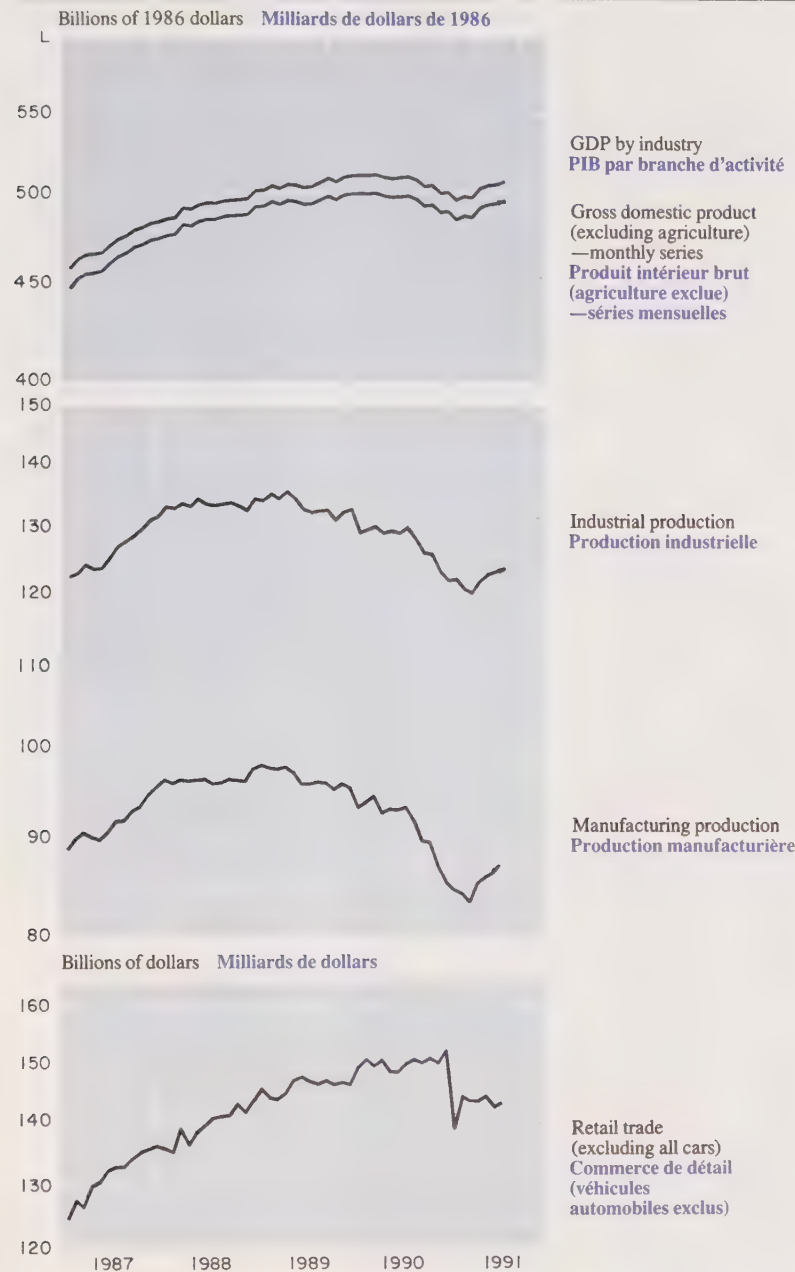 Billions of 1986 dollars Milliards de dollars de 1986
L
550
500
450
400
GDP by industry
PIB par branche d'activité
Gross domestic product
(excluding agriculture)
—monthly series
Produit intérieur brut
(agriculture exclue)
—séries mensuelles
150
140
130
120
110
100
90
80
Industrial production
Production industrielle
Manufacturing production
Production manufacturière
Billions of dollars Milliards de dollars
160
150
140
130
120
Retail trade
(excluding all cars)
Commerce de détail
(véhicules
automobiles exclus)
1987 1988 1989 1990 1991